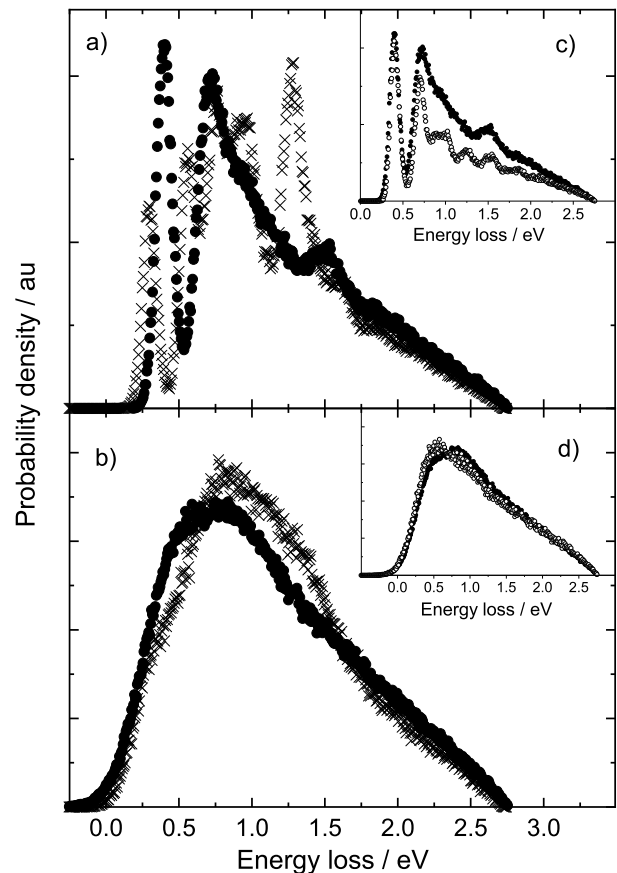 a)
c)
0.0 0.5 1.0 1.5 2.0 2.5
Energy loss / eV
Probability density / au
b)
d)
0.0 0.5 1.0 1.5 2.0 2.5
Energy loss / eV
0.0 0.5 1.0 1.5 2.0 2.5 3.0
Energy loss / eV